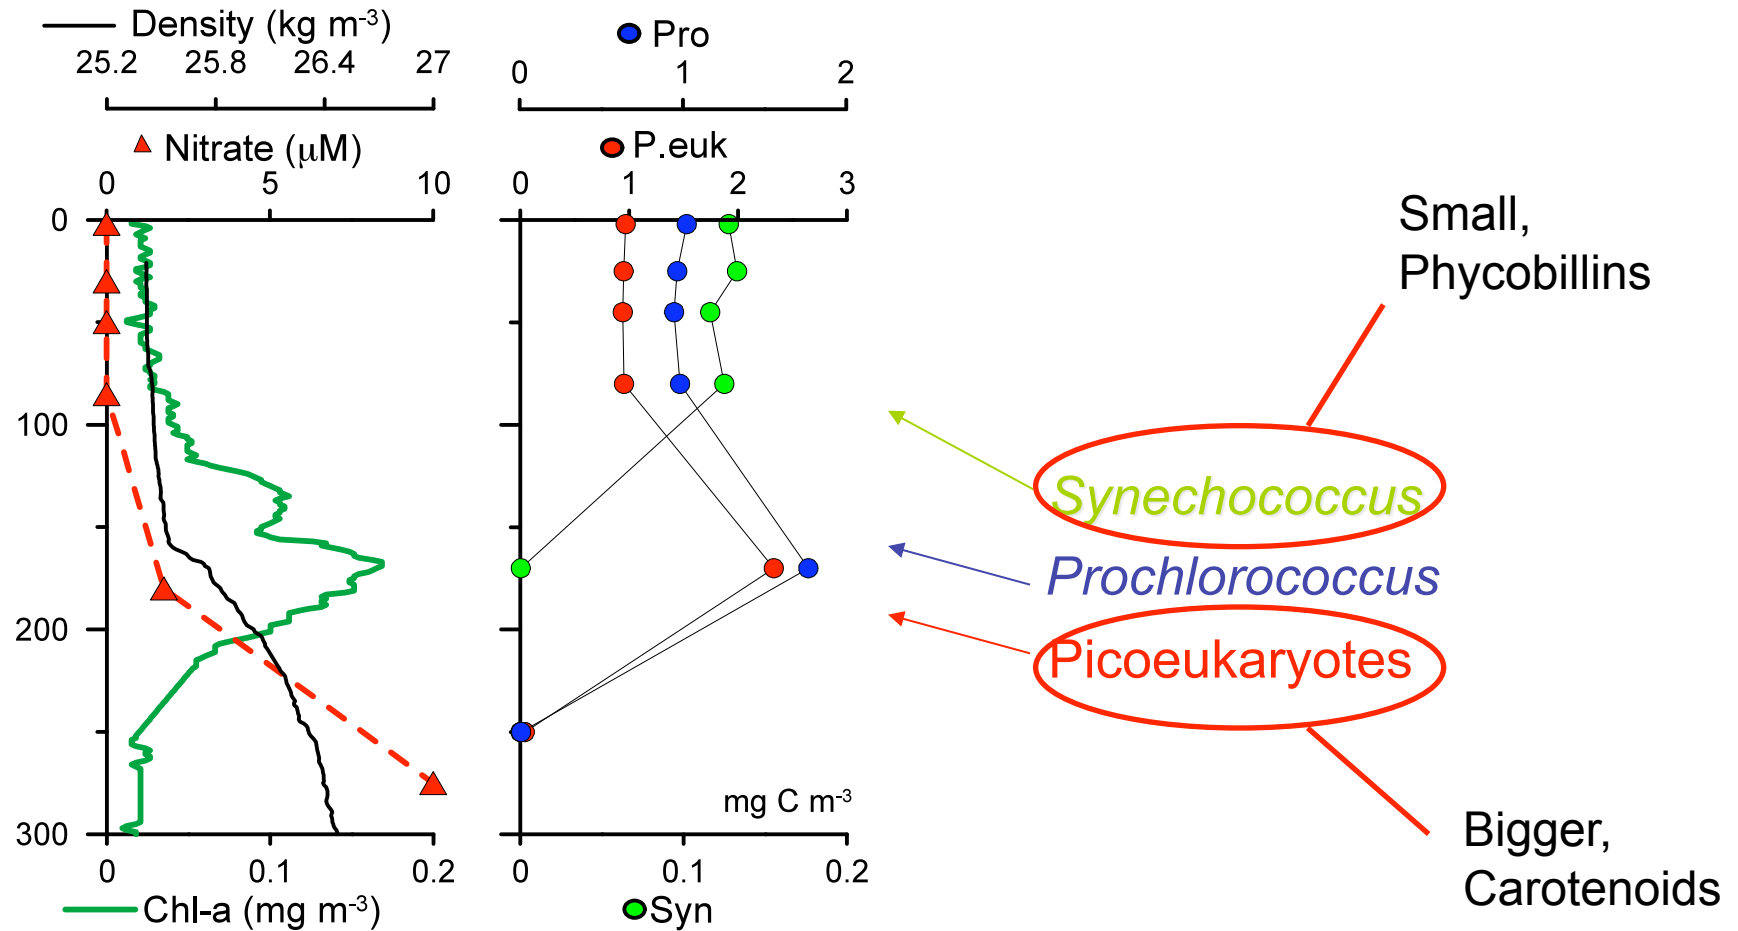 Density (kg m-3)
25.2 25.8 26.4 27
Nitrate (μM)
0 5 10
0
100
200
300
0 0.1 0.2
Chl-a (mg m-3)
Pro
0 1 2
P.euk
0 1 2 3
mg C m-3
0 0.1 0.2
Syn
Small,
Phycobillins
Synechococcus
Prochlorococcus
Picoeukaryotes
Bigger,
Carotenoids